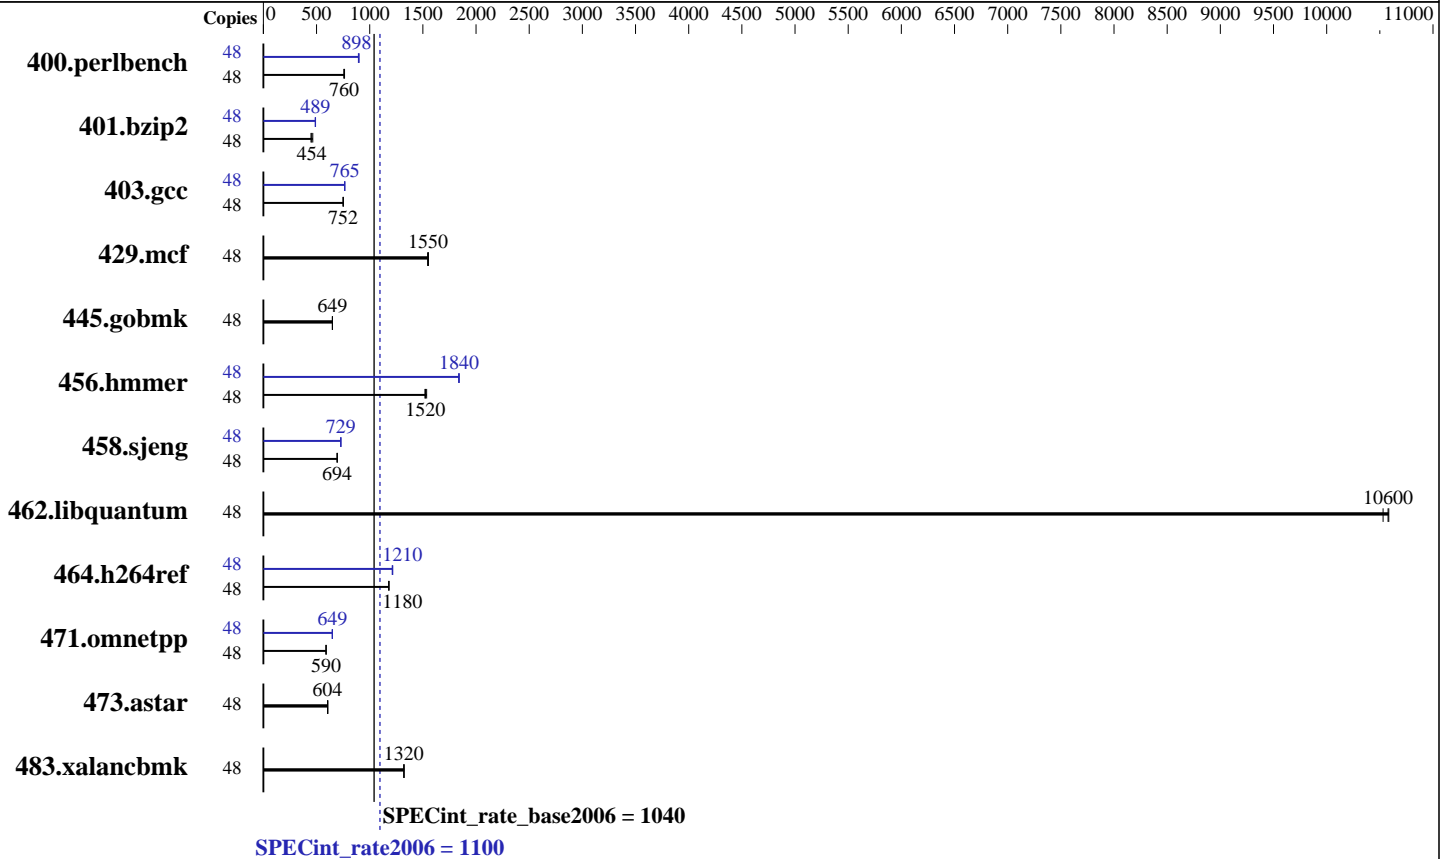 Copies 0 500 1000 1500 2000 2500 3000 3500 4000 4500 5000 5500 6000 6500 7000 7500 8000 8500 9000 9500 10000 11000
400.perlbench 48 898
48 760
401.bzip2 48 489
48 454
403.gcc 48 765
48 752
429.mcf 48 1550
445.gobmk 48 649
456.hmmer 48 1840
48 1520
458.sjeng 48 729
48 694
462.libquantum 48 10600
464.h264ref 48 1210
48 1180
471.omnetpp 48 649
48 590
473.astar 48 604
483.xalancbmk 48 1320
SPECint_rate_base2006 = 1040
SPECint_rate2006 = 1100